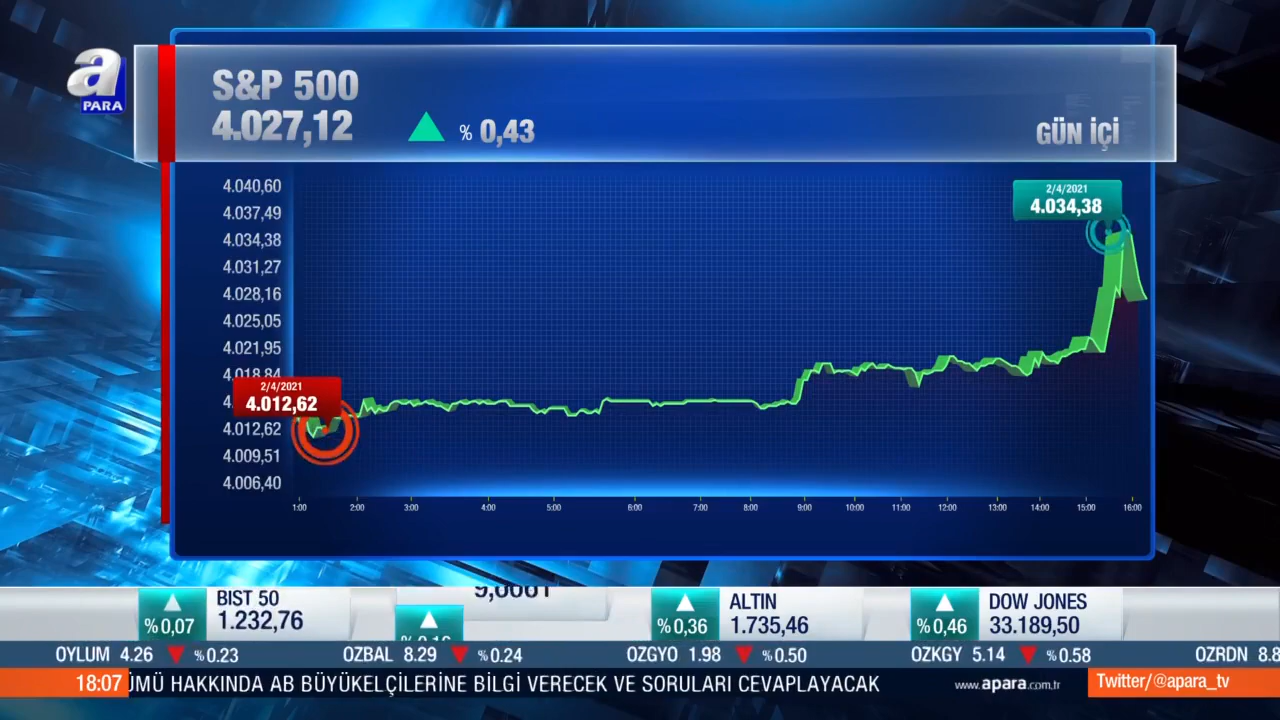 a
PARA
S&P 500
4.027,12
% 0,43
GÜN İÇİ
4.040,60
4.037,49
4.034,38
4.031,27
4.028,16
4.025,05
4.021,95
4.018,84
4.012,62
4.009,51
4.006,40
2/4/2021
4.034,38
2/4/2021
4.012,62
1:00 2:00 3:00 4:00 5:00 6:00 7:00 8:00 9:00 10:00 11:00 12:00 13:00 14:00 15:00 16:00
% 0,07
BIST 50
1.232,76
% 0,36
ALTIN
1.735,46
% 0,46
DOW JONES
33.189,50
OYLUM 4.26 %0.23 OZBAL 8.29 %0.24 OZGYO 1.98 %0.50 OZKGY 5.14 %0.58 OZRDN 8.8
18:07 ÜMÜ HAKKINDA AB BÜYÜKELÇİLERİNE BİLGİ VERECEK VE SORULARI CEVAPLAYACAK
www.apara.com.tr
Twitter/@apara_tv